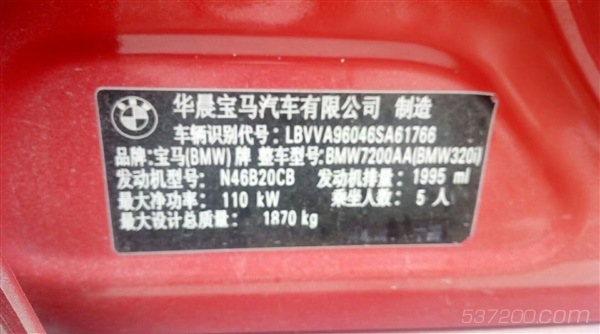 BMW
华晨宝马汽车有限公司 制造
车辆识别代号：LBVVA96046SA61766
品牌：宝马(BMW)牌 整车型号：BMW7200AA(BMW320i)
发动机型号：N46B20CB 发动机排量：1995 ml
最大净功率：110 kW 乘坐人数：5 人
最大设计总质量：1870 kg
537200.com